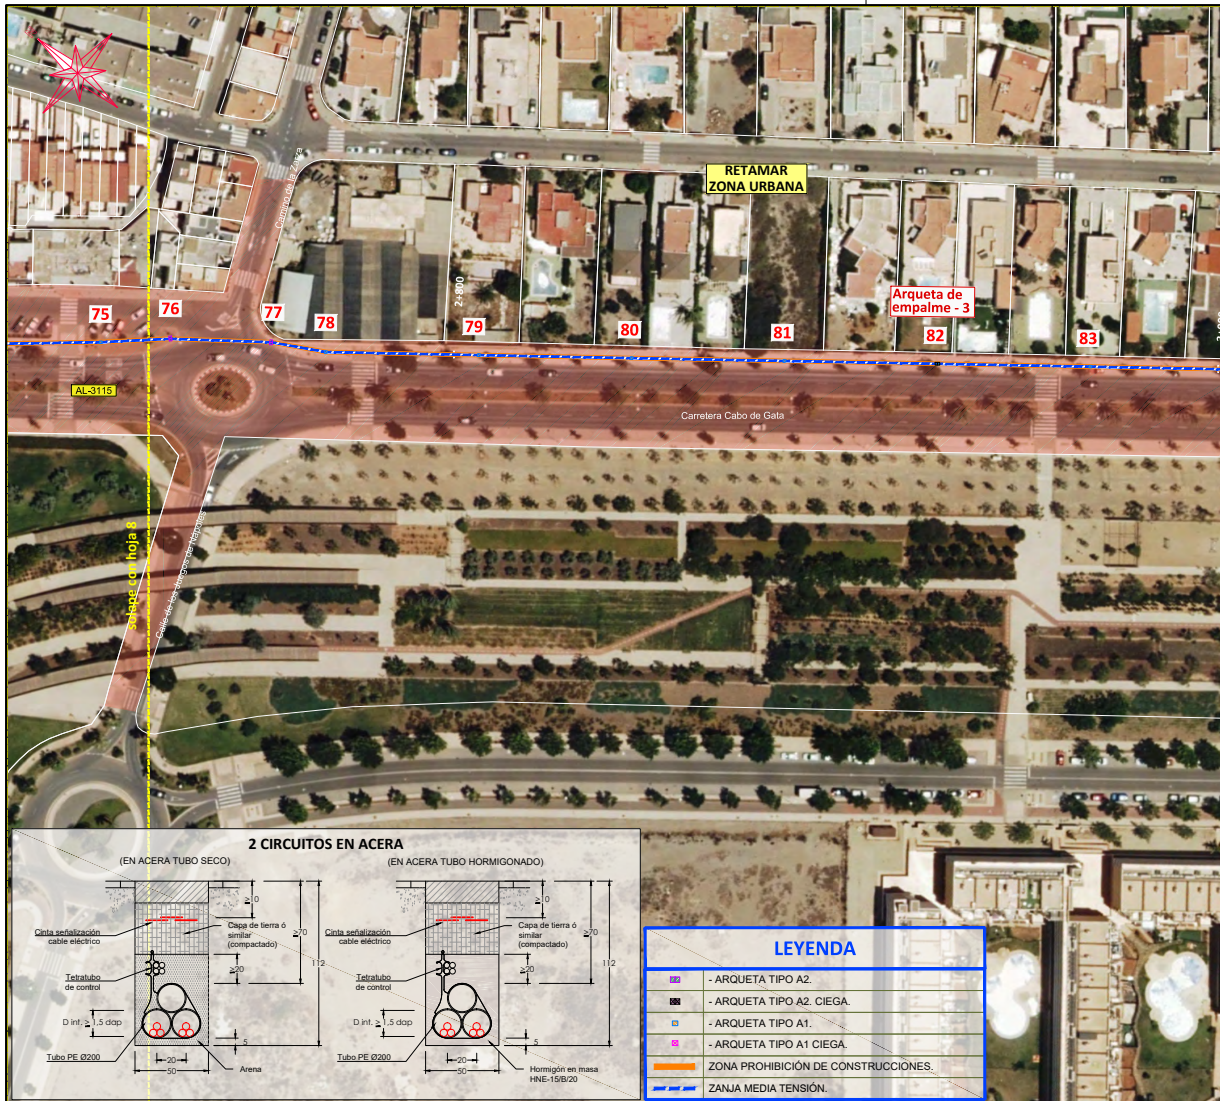 RETAMAR
ZONA URBANA
Camino de la Zarza
2+800
75
76
77
78
79
80
81
82
83
Arqueta de
empalme - 3
AL-3115
Carretera Cabo de Gata
solape con hoja 8
Calle de los Juegos de Nápoles
2 CIRCUITOS EN ACERA
(EN ACERA TUBO SECO)
Cinta señalización
cable eléctrico
Tetratubo
de control
D int. ≥ 1,5 dap
Tubo PE Ø200
Capa de tierra ó
similar
(compactado)
Arena
≥10
≥70
112
≥20
5
20
50
(EN ACERA TUBO HORMIGONADO)
Cinta señalización
cable eléctrico
Tetratubo
de control
D int. ≥ 1,5 dap
Tubo PE Ø200
Capa de tierra ó
similar
(compactado)
Hormigón en masa
HNE-15/B/20
≥10
≥70
112
≥20
5
20
50
LEYENDA
- ARQUETA TIPO A2.
- ARQUETA TIPO A2. CIEGA.
- ARQUETA TIPO A1.
- ARQUETA TIPO A1 CIEGA.
ZONA PROHIBICIÓN DE CONSTRUCCIONES.
ZANJA MEDIA TENSIÓN.